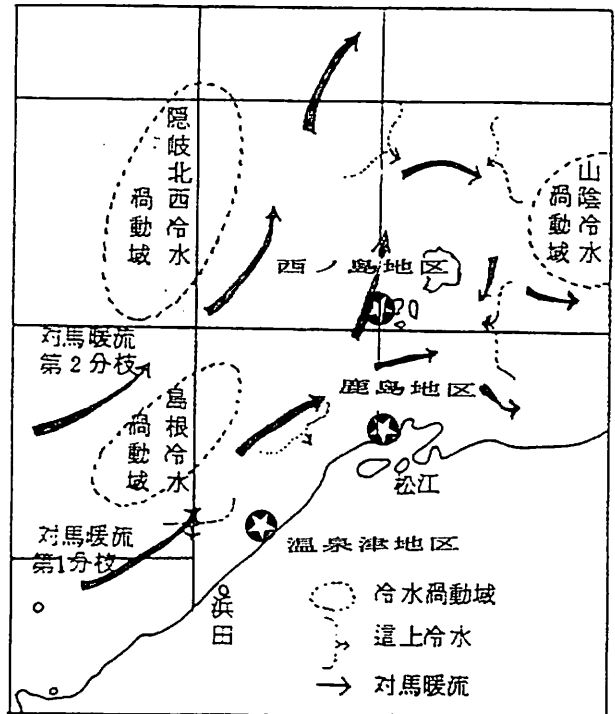 隠岐北西冷水
渦動域
山陰冷水
渦動域
西ノ島地区
対馬暖流
第2分枝
島根冷水
渦動域
鹿島地区
松江
対馬暖流
第1分枝
温泉津地区
浜田
冷水渦動域
這上冷水
対馬暖流